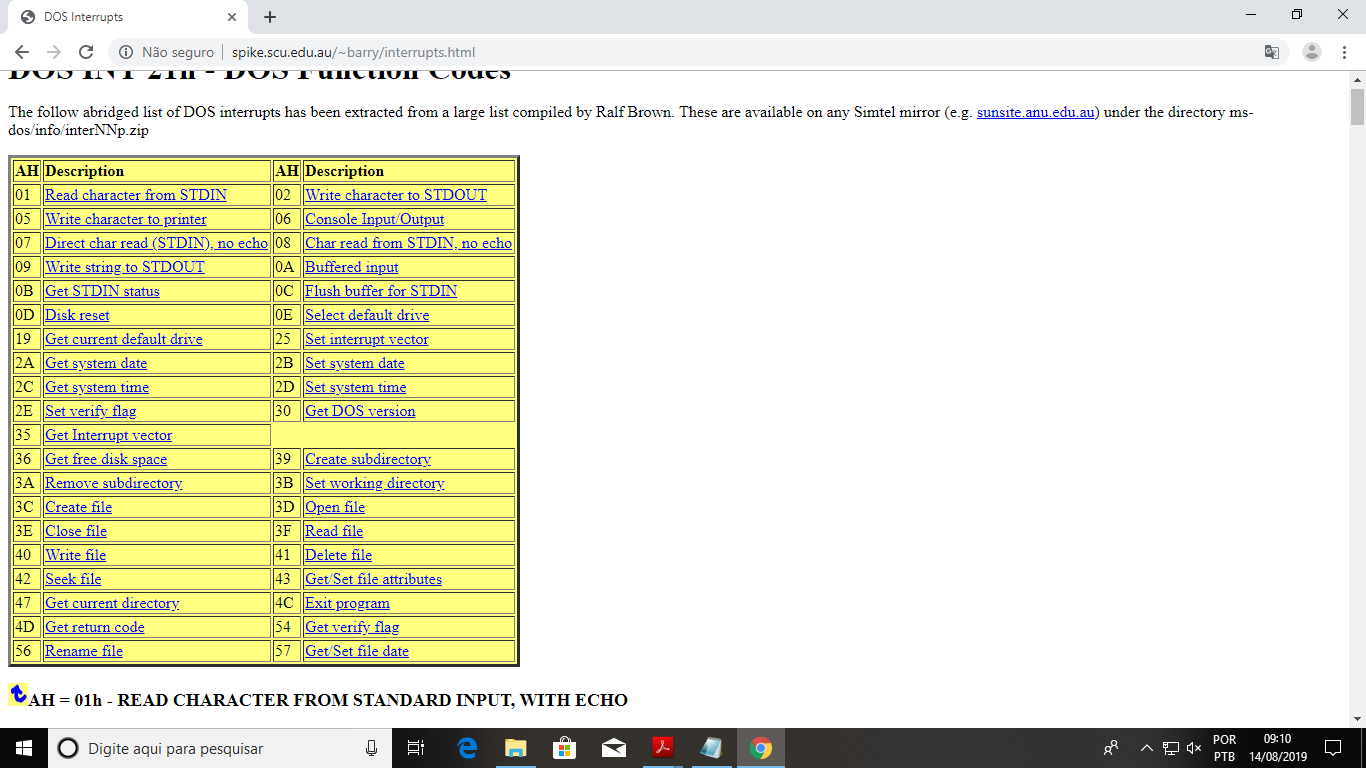 DOS Interrupts
Não seguro
spike.scu.edu.au/~barry/interrupts.html
DOS INT 21h - DOS Function Codes
The follow abridged list of DOS interrupts has been extracted from a large list compiled by Ralf Brown. These are available on any Simtel mirror (e.g. sunsite.anu.edu.au) under the directory ms-
dos/info/interNNp.zip
AH Description AH Description
01 Read character from STDIN 02 Write character to STDOUT
05 Write character to printer 06 Console Input/Output
07 Direct char read (STDIN), no echo 08 Char read from STDIN, no echo
09 Write string to STDOUT 0A Buffered input
0B Get STDIN status 0C Flush buffer for STDIN
0D Disk reset 0E Select default drive
19 Get current default drive 25 Set interrupt vector
2A Get system date 2B Set system date
2C Get system time 2D Set system time
2E Set verify flag 30 Get DOS version
35 Get Interrupt vector
36 Get free disk space 39 Create subdirectory
3A Remove subdirectory 3B Set working directory
3C Create file 3D Open file
3E Close file 3F Read file
40 Write file 41 Delete file
42 Seek file 43 Get/Set file attributes
47 Get current directory 4C Exit program
4D Get return code 54 Get verify flag
56 Rename file 57 Get/Set file date
AH = 01h - READ CHARACTER FROM STANDARD INPUT, WITH ECHO
Digite aqui para pesquisar
POR
PTB
09:10
14/08/2019